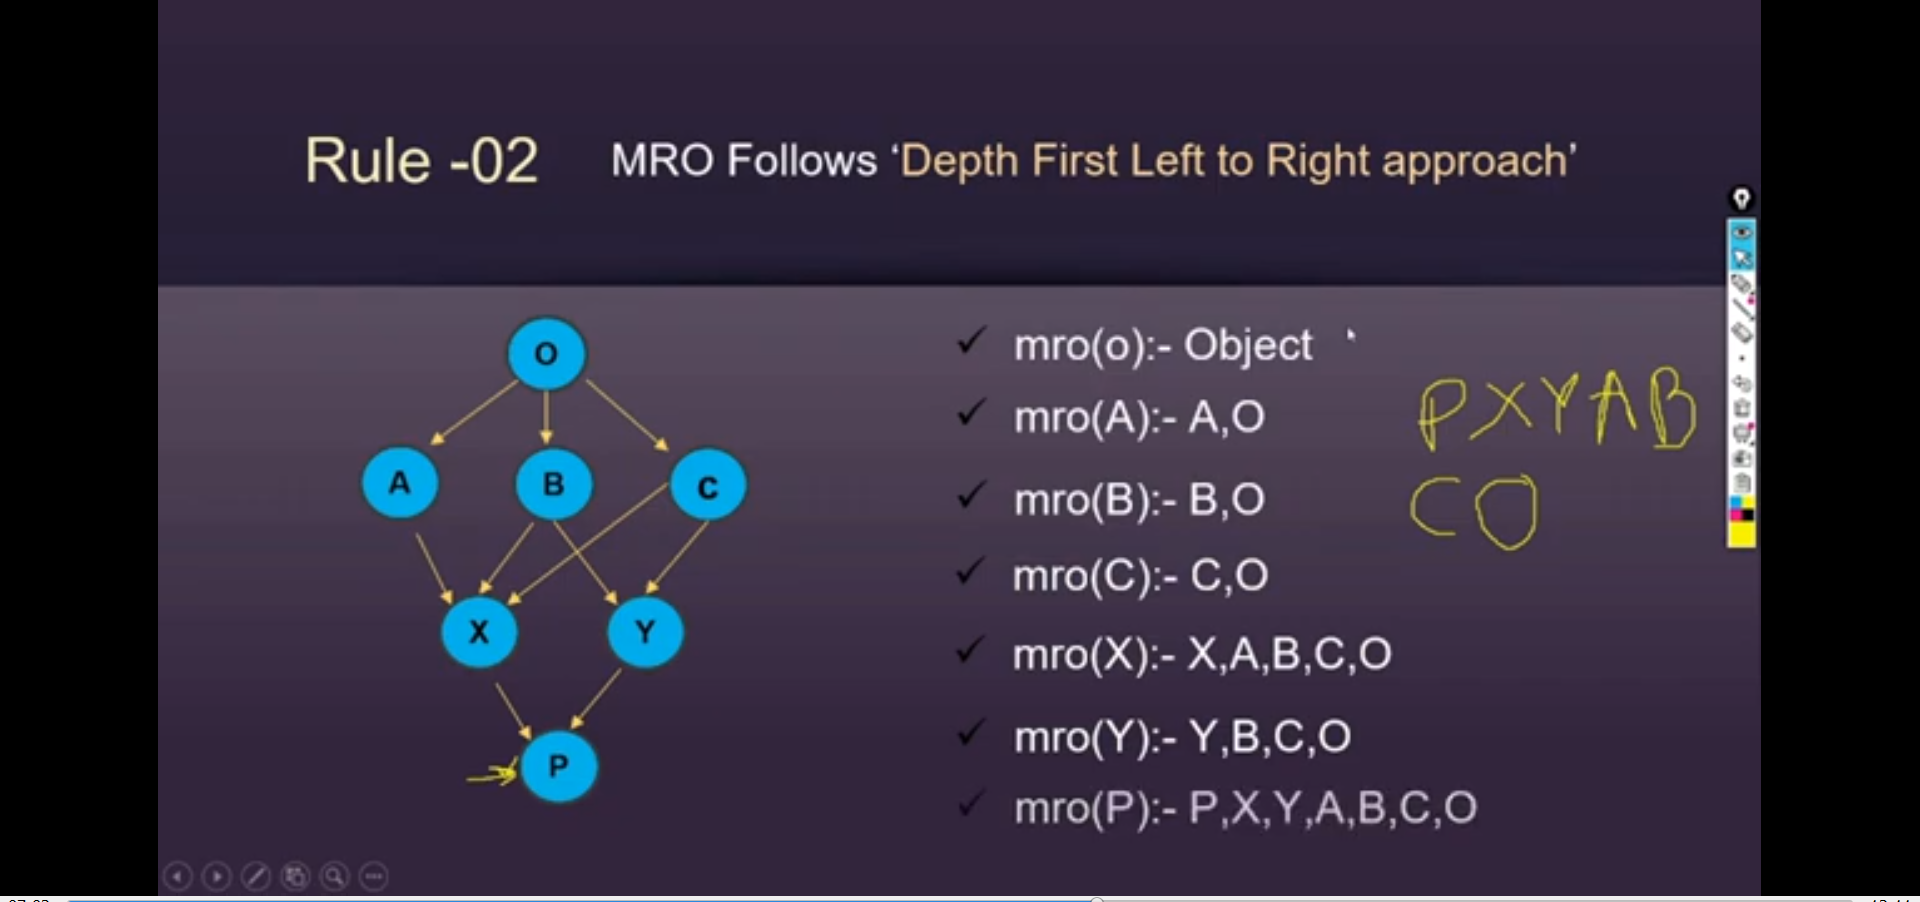 Rule -02 MRO Follows ‘Depth First Left to Right approach’
O
A B c
X Y
P
mro(o):- Object
mro(A):- A,O
mro(B):- B,O
mro(C):- C,O
mro(X):- X,A,B,C,O
mro(Y):- Y,B,C,O
mro(P):- P,X,Y,A,B,C,O
PXYAB
CO